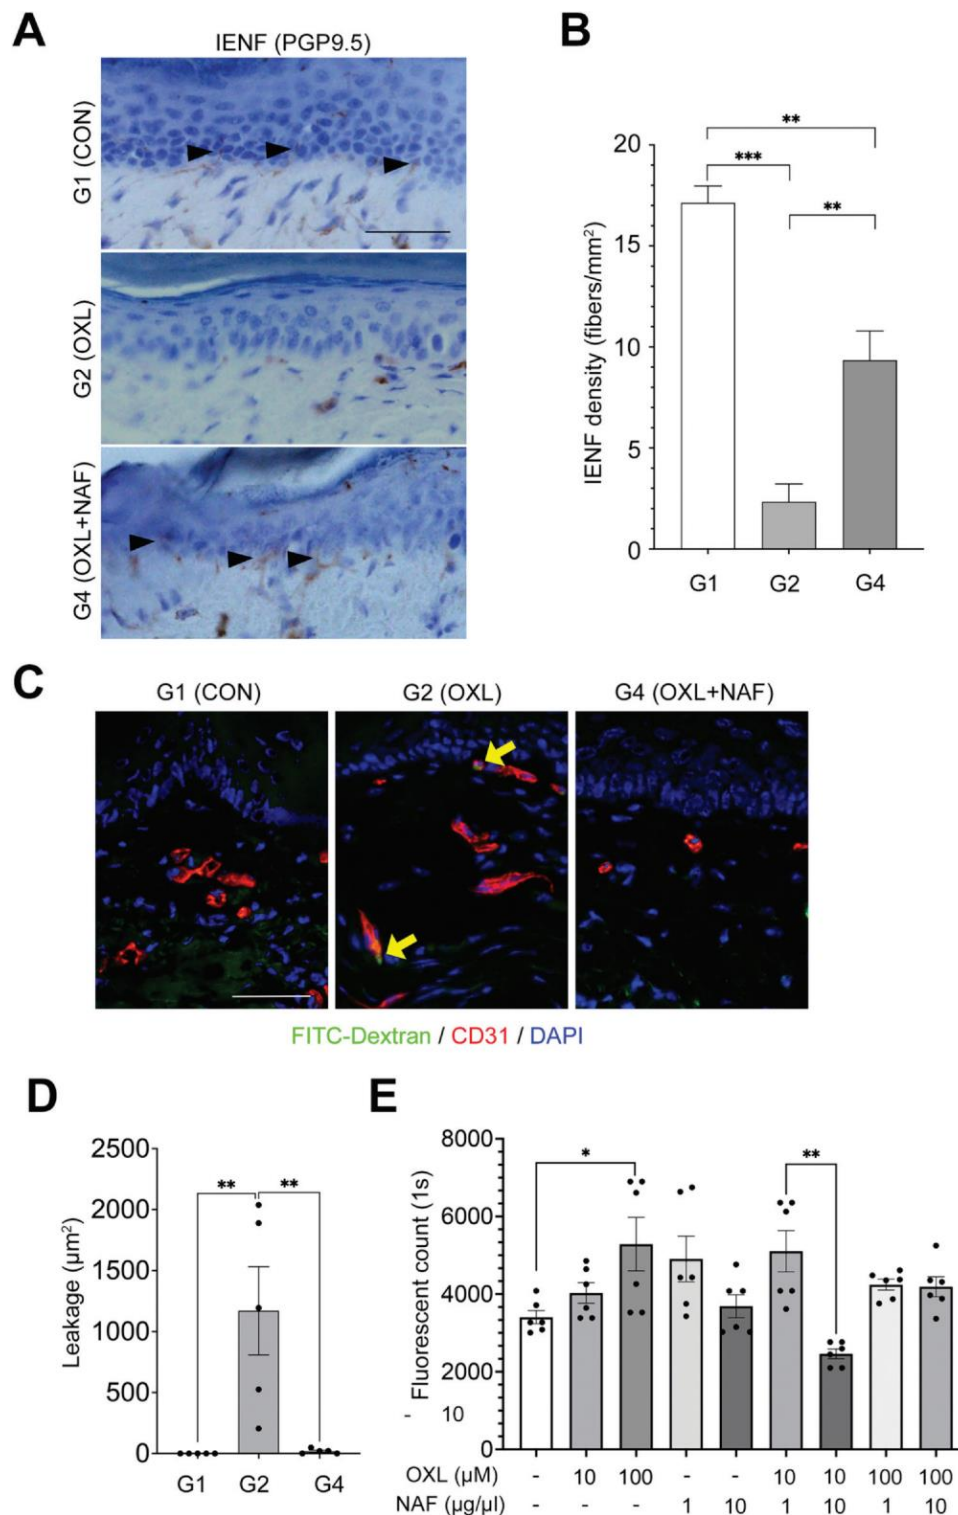 A
IENF (PGP9.5)
G1 (CON)
G2 (OXL)
G4 (OXL+NAF)
B
IENF density (fibers/mm²)
20
15
10
5
0
**
***
**
G1 G2 G4
C
G1 (CON) G2 (OXL) G4 (OXL+NAF)
FITC-Dextran / CD31 / DAPI
D
Leakage (µm²)
2500
2000
1500
1000
500
0
** **
G1 G2 G4
E
Fluorescent count (1s)
- 10
8000
6000
4000
2000
0
* **
OXL (µM) - 10 100 - - 10 10 100 100
NAF (µg/µl) - - - 1 10 1 10 1 10